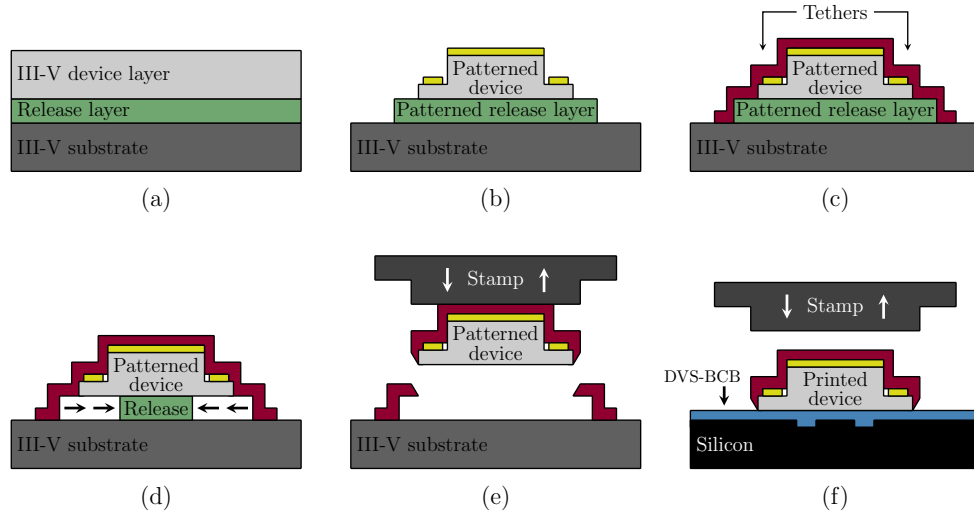 III-V device layer
Release layer
III-V substrate
(a)
Patterned
device
Patterned release layer
III-V substrate
(b)
Tethers
Patterned
device
Patterned release layer
III-V substrate
(c)
Patterned
device
Release
III-V substrate
(d)
Stamp
Patterned
device
III-V substrate
(e)
Stamp
DVS-BCB
Printed
device
Silicon
(f)